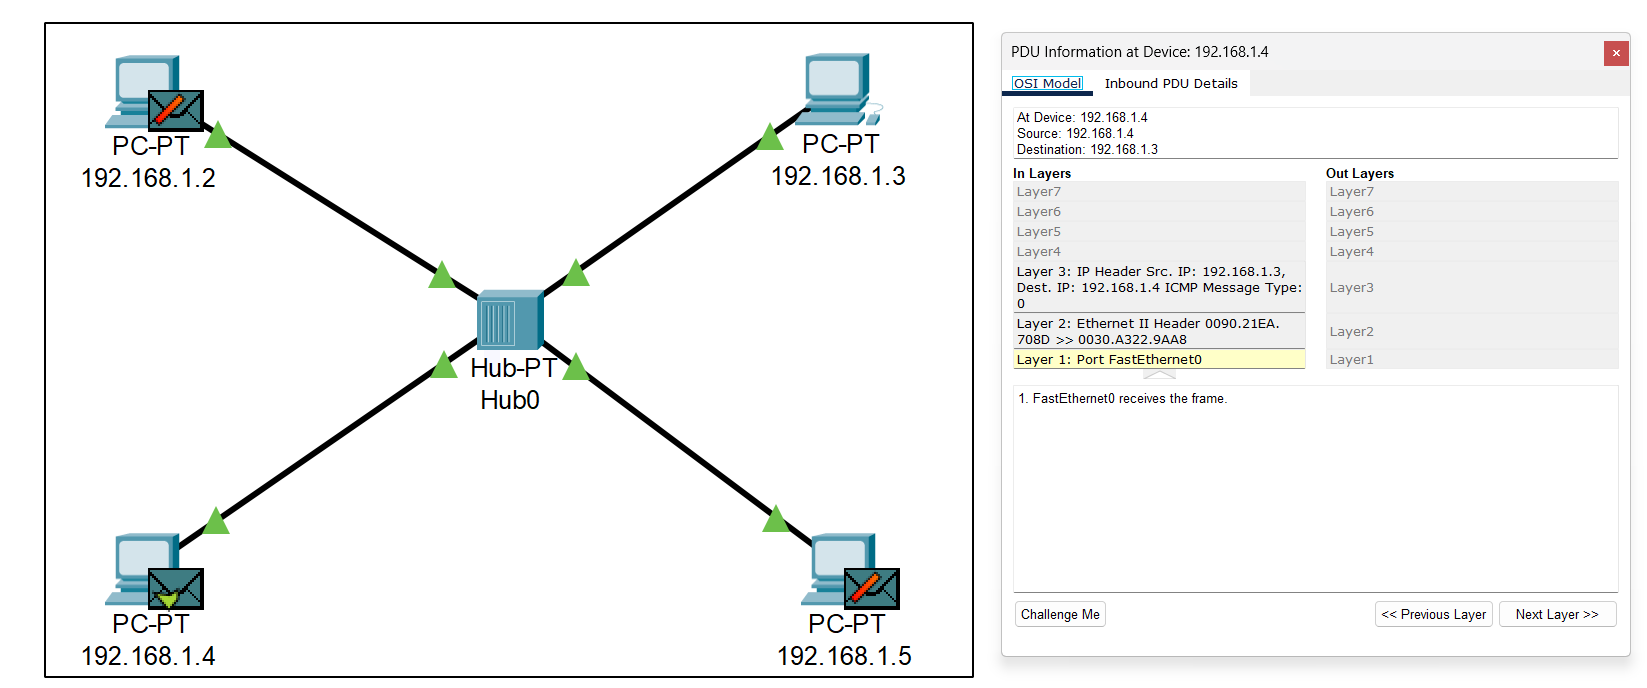 PC-PT
192.168.1.2
PC-PT
192.168.1.3
Hub-PT
Hub0
PC-PT
192.168.1.4
PC-PT
192.168.1.5
PDU Information at Device: 192.168.1.4
OSI Model
Inbound PDU Details
At Device: 192.168.1.4
Source: 192.168.1.4
Destination: 192.168.1.3
In Layers
Layer7
Layer6
Layer5
Layer4
Layer 3: IP Header Src. IP: 192.168.1.3,
Dest. IP: 192.168.1.4 ICMP Message Type:
0
Layer 2: Ethernet II Header 0090.21EA.
708D >> 0030.A322.9AA8
Layer 1: Port FastEthernet0
Out Layers
Layer7
Layer6
Layer5
Layer4
Layer3
Layer2
Layer1
1. FastEthernet0 receives the frame.
Challenge Me
<< Previous Layer
Next Layer >>